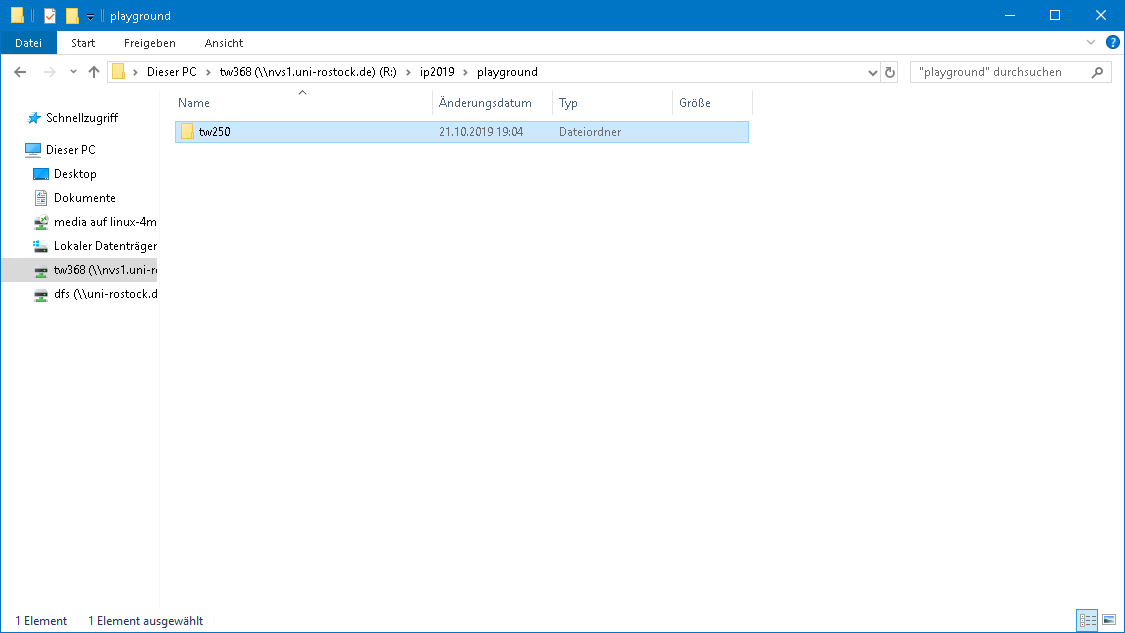 playground
Datei Start Freigeben Ansicht ?
Dieser PC tw368 (\\nvs1.uni-rostock.de) (R:) ip2019 playground "playground" durchsuchen
Name Änderungsdatum Typ Größe
tw250 21.10.2019 19:04 Dateiordner
Schnellzugriff
Dieser PC
Desktop
Dokumente
media auf linux-4m
Lokaler Datenträger
tw368 (\\nvs1.uni-r
dfs (\\uni-rostock.d
1 Element 1 Element ausgewählt